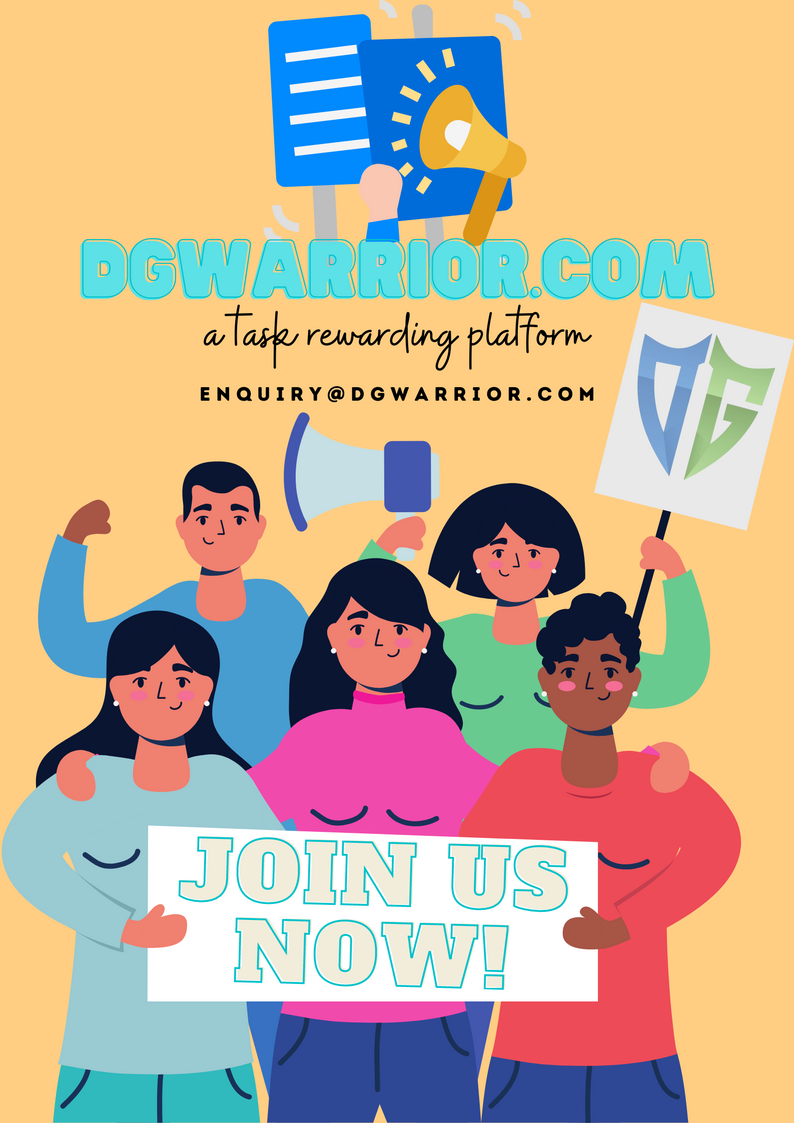 DGWARRIOR.COM
a task rewarding platform
ENQUIRY@DGWARRIOR.COM
DG
JOIN US
NOW!